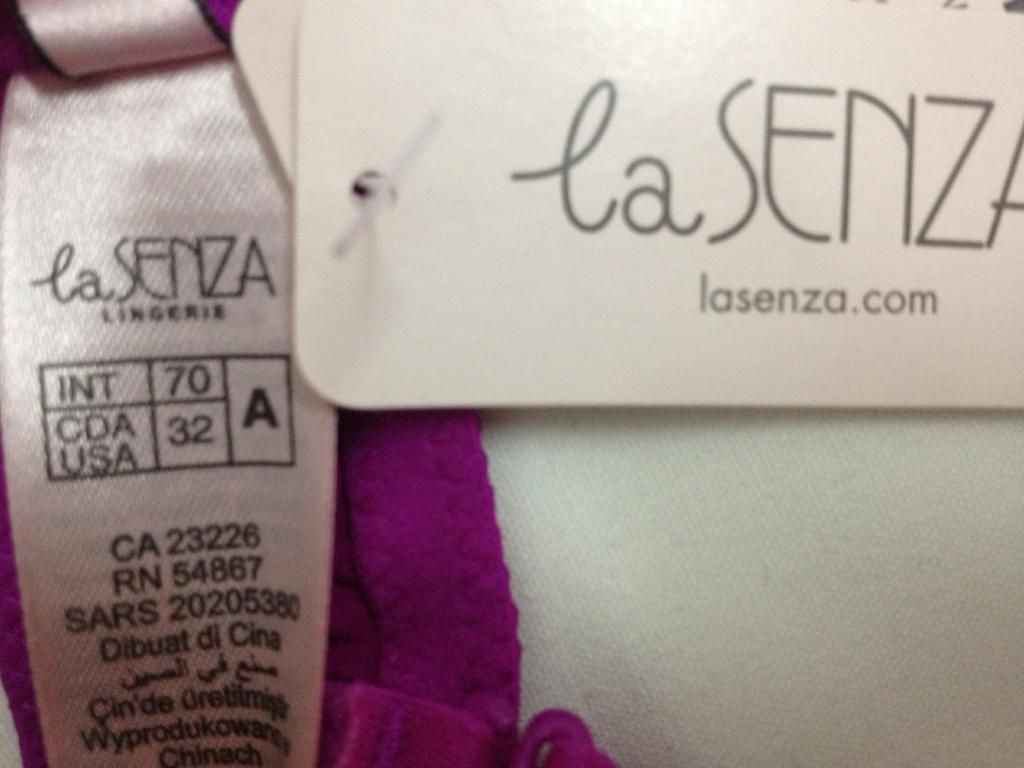 la SENZA
lasenza.com
la SENZA
LINGERIE
INT 70 A
CDA USA 32
CA 23226
RN 54867
SARS 20205380
Dibuat di Cina
صنع في الصين
Çin'de üretilmiştir
Wyprodukowano w
Chinach